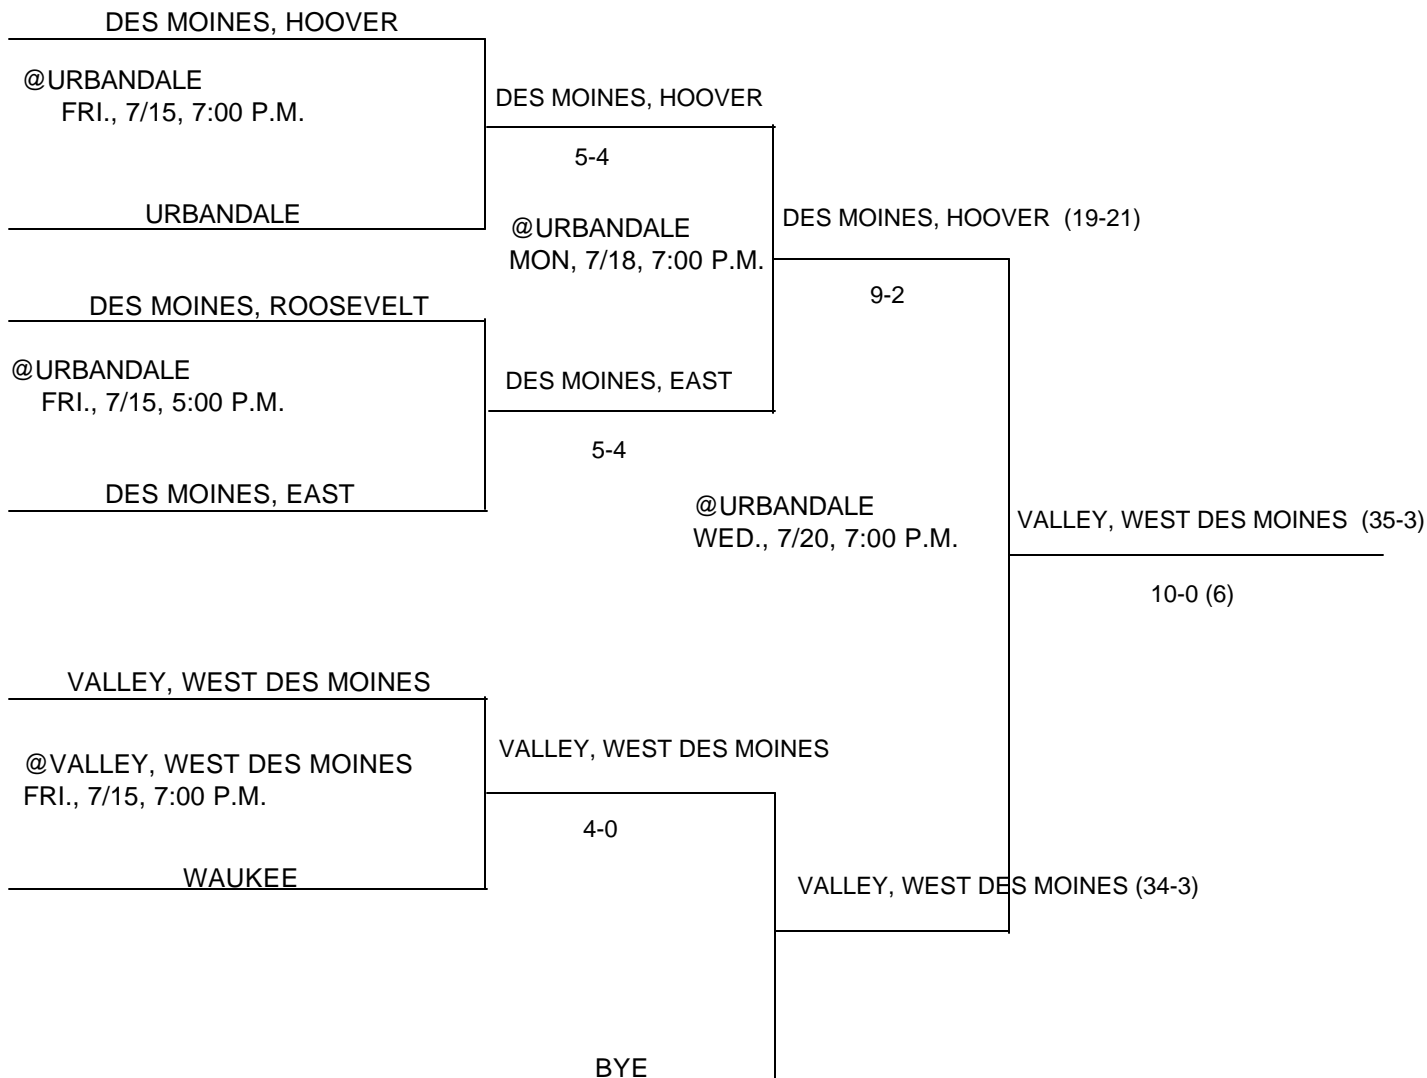 DES MOINES, HOOVER
@URBANDALE
FRI., 7/15, 7:00 P.M.
DES MOINES, HOOVER
5-4
URBANDALE
@URBANDALE
MON, 7/18, 7:00 P.M.
DES MOINES, HOOVER (19-21)
9-2
DES MOINES, ROOSEVELT
@URBANDALE
FRI., 7/15, 5:00 P.M.
DES MOINES, EAST
5-4
DES MOINES, EAST
@URBANDALE
WED., 7/20, 7:00 P.M.
VALLEY, WEST DES MOINES (35-3)
10-0 (6)
VALLEY, WEST DES MOINES
@VALLEY, WEST DES MOINES
FRI., 7/15, 7:00 P.M.
VALLEY, WEST DES MOINES
4-0
WAUKEE
VALLEY, WEST DES MOINES (34-3)
BYE